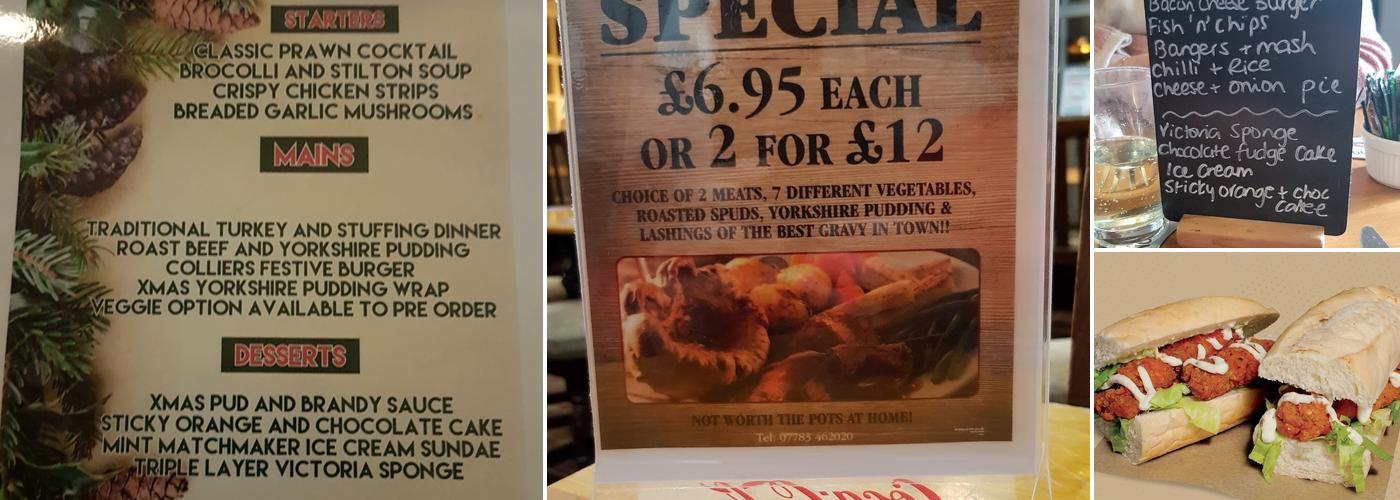 STARTERS
CLASSIC PRAWN COCKTAIL
BROCOLLI AND STILTON SOUP
CRISPY CHICKEN STRIPS
BREADED GARLIC MUSHROOMS
MAINS
TRADITIONAL TURKEY AND STUFFING DINNER
ROAST BEEF AND YORKSHIRE PUDDING
COLLIERS FESTIVE BURGER
XMAS YORKSHIRE PUDDING WRAP
VEGGIE OPTION AVAILABLE TO PRE ORDER
DESSERTS
XMAS PUD AND BRANDY SAUCE
STICKY ORANGE AND CHOCOLATE CAKE
MINT MATCHMAKER ICE CREAM SUNDAE
TRIPLE LAYER VICTORIA SPONGE
SPECIAL
£6.95 EACH
OR 2 FOR £12
CHOICE OF 2 MEATS, 7 DIFFERENT VEGETABLES,
ROASTED SPUDS, YORKSHIRE PUDDING &
LASHINGS OF THE BEST GRAVY IN TOWN!!
NOT WORTH THE POTS AT HOME!
Tel: 07783 462020
Bacon Cheese Burger
Fish 'n' Chips
Bangers + mash
Chilli + Rice
Cheese + onion pie
Victoria Sponge
Chocolate fudge Cake
Ice Cream
Sticky orange + choc
cake